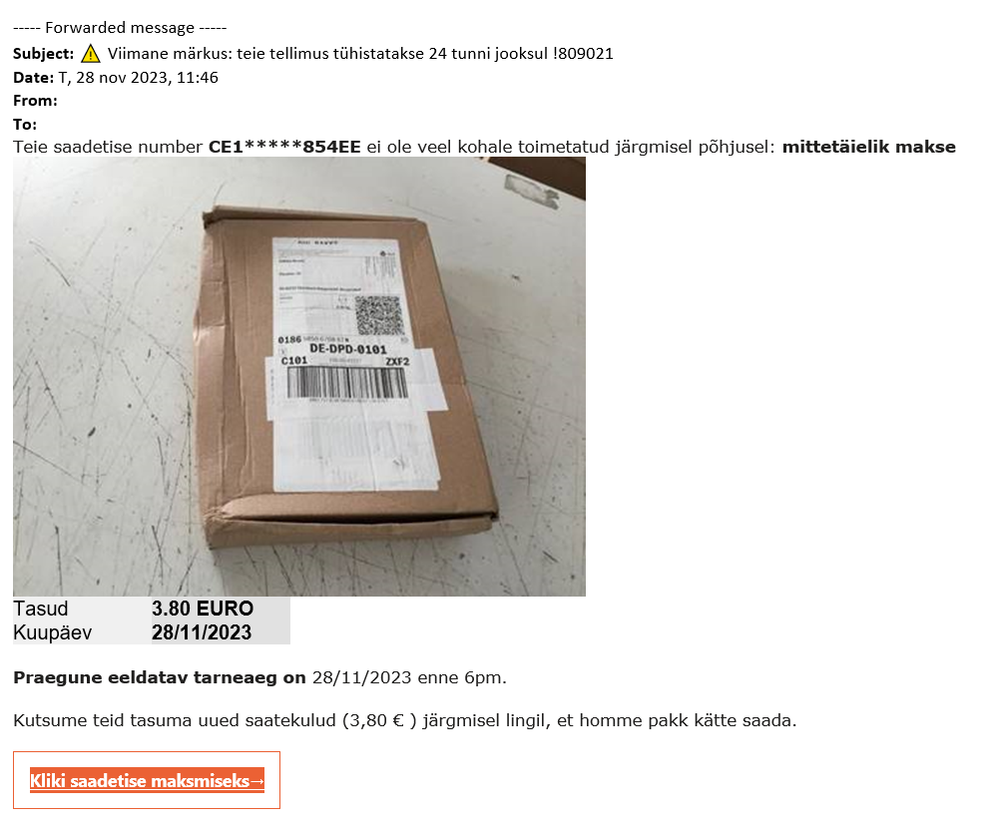 ----- Forwarded message -----
Subject: ⚠ Viimane märkus: teie tellimus tühistatakse 24 tunni jooksul !809021
Date: T, 28 nov 2023, 11:46
From:
To:
Teie saadetise number CE1*****854EE ei ole veel kohale toimetatud järgmisel põhjusel: mittetäielik makse
0186
DE-DPD-0101
C101 ZXF2
Tasud 3.80 EURO
Kuupäev 28/11/2023
Praegune eeldatav tarneaeg on 28/11/2023 enne 6pm.
Kutsume teid tasuma uued saatekulud (3,80 € ) järgmisel lingil, et homme pakk kätte saada.
Kliki saadetise maksmiseks→